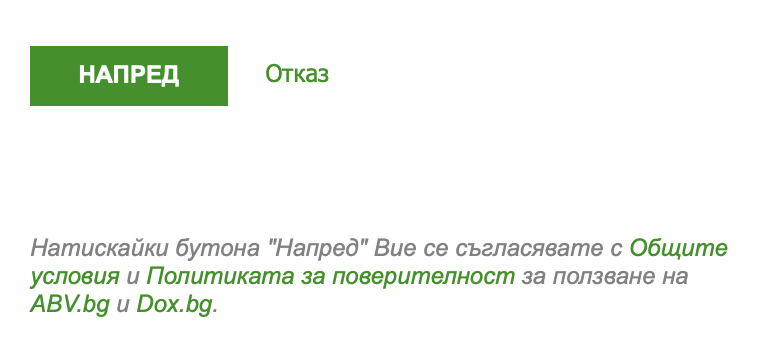 НАПРЕД Отказ
Натискайки бутона "Напред" Вие се съгласявате с Общите
условия и Политиката за поверителност за ползване на
ABV.bg и Dox.bg.